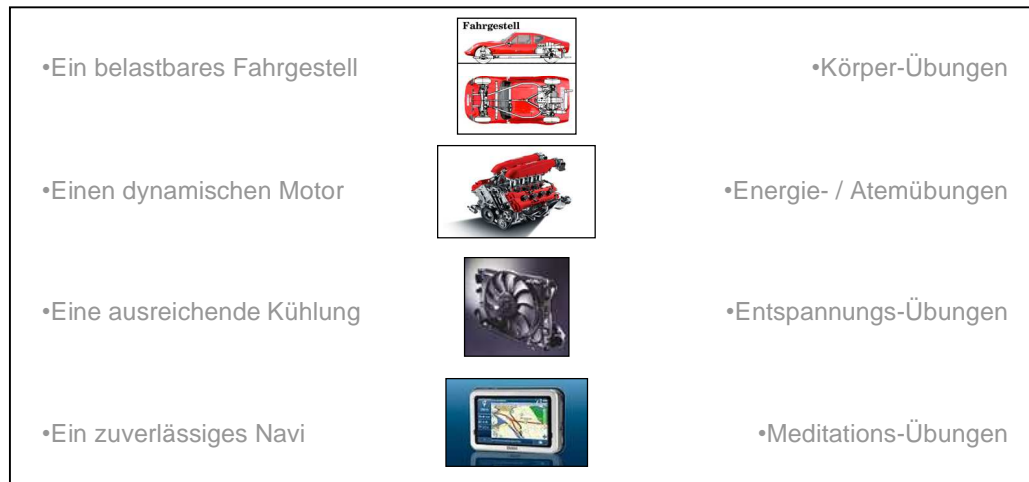 Fahrgestell
•Ein belastbares Fahrgestell
•Körper-Übungen
•Einen dynamischen Motor
•Energie- / Atemübungen
•Eine ausreichende Kühlung
•Entspannungs-Übungen
•Ein zuverlässiges Navi
•Meditations-Übungen